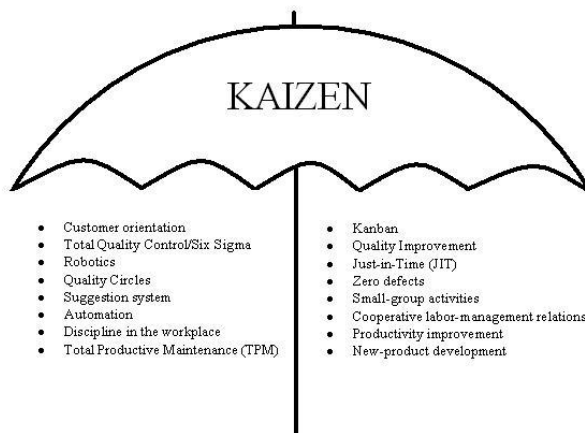 KAIZEN
• Customer orientation
• Total Quality Control/Six Sigma
• Robotics
• Quality Circles
• Suggestion system
• Automation
• Discipline in the workplace
• Total Productive Maintenance (TPM)
• Kanban
• Quality Improvement
• Just-in-Time (JIT)
• Zero defects
• Small-group activities
• Cooperative labor-management relations
• Productivity improvement
• New-product development